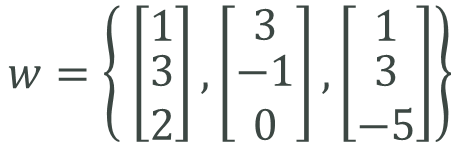 w = { [1 3 2], [3 −1 0], [1 3 −5] }